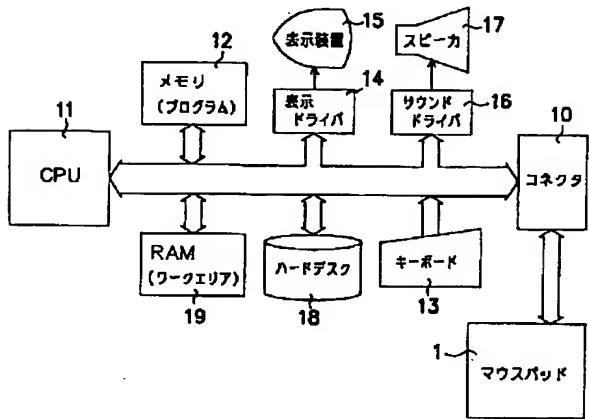 15
表示装置
17
スピーカ
12
メモリ
(プログラム)
14
表示
ドライバ
サウンド
ドライバ
16
11
CPU
10
コネクタ
RAM
(ワークエリア)
19
ハードデスク
18
キーボード
13
1
マウスパッド